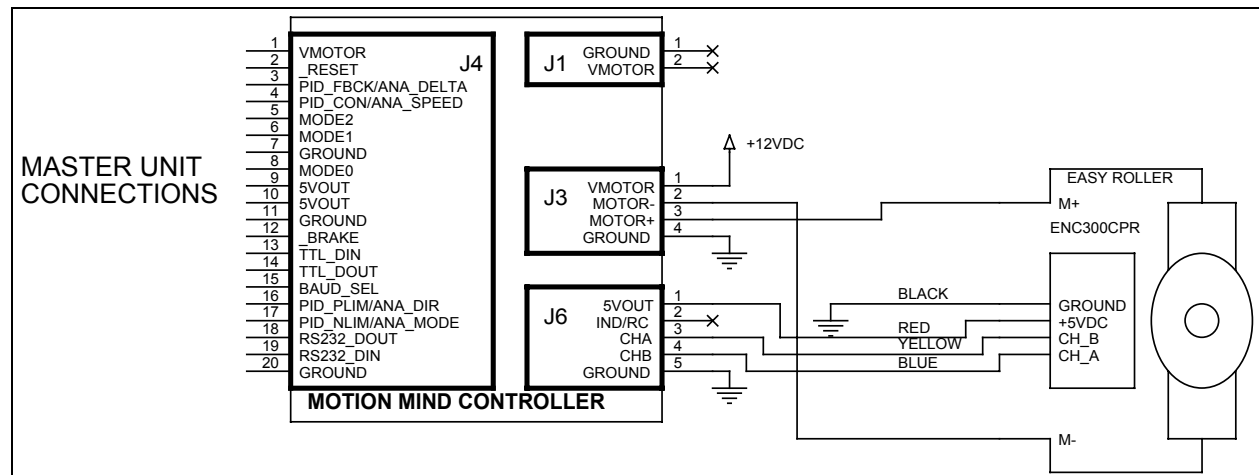 MASTER UNIT
CONNECTIONS
1 VMOTOR
2 _RESET
3 PID_FBCK/ANA_DELTA
4 PID_CON/ANA_SPEED
5 MODE2
6 MODE1
7 GROUND
8 MODE0
9 5VOUT
10 5VOUT
11 GROUND
12 _BRAKE
13 TTL_DIN
14 TTL_DOUT
15 BAUD_SEL
16 PID_PLIM/ANA_DIR
17 PID_NLIM/ANA_MODE
18 RS232_DOUT
19 RS232_DIN
20 GROUND
J4
J1
GROUND 1
VMOTOR 2
+12VDC
J3
VMOTOR 1
MOTOR- 2
MOTOR+ 3
GROUND 4
J6
5VOUT 1
IND/RC 2
CHA 3
CHB 4
GROUND 5
MOTION MIND CONTROLLER
BLACK
RED
YELLOW
BLUE
EASY ROLLER
M+
ENC300CPR
GROUND
+5VDC
CH_B
CH_A
M-